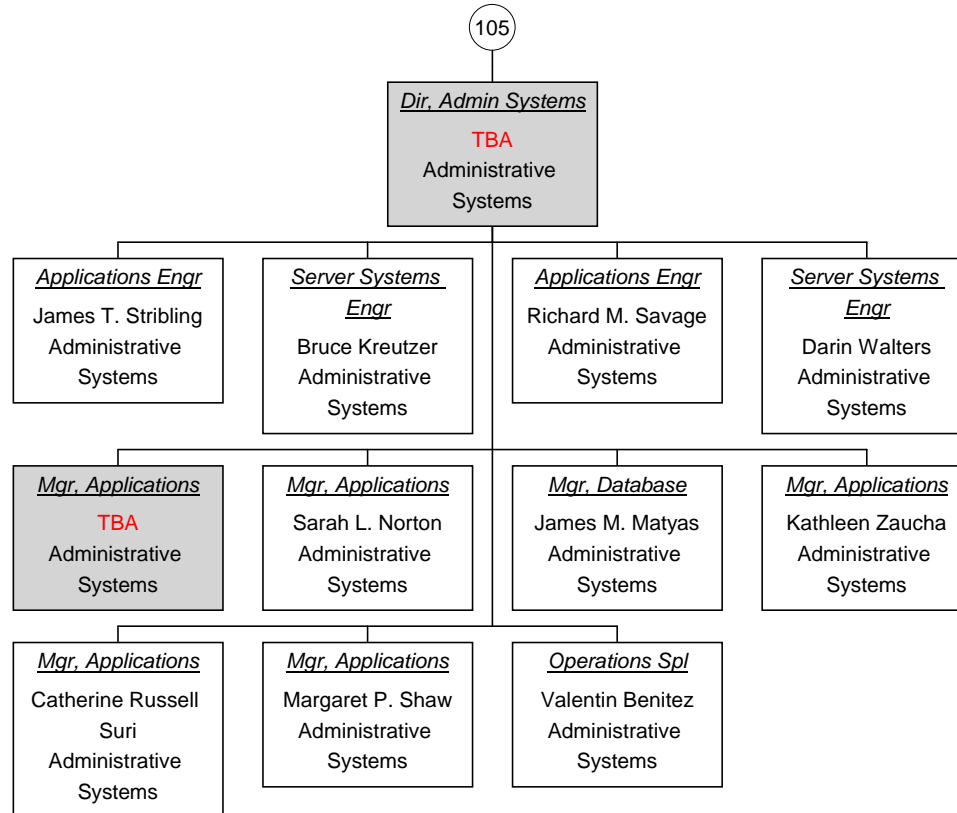 105
Dir, Admin Systems
TBA
Administrative
Systems
Applications Engr
James T. Stribling
Administrative
Systems
Server Systems
Engr
Bruce Kreutzer
Administrative
Systems
Applications Engr
Richard M. Savage
Administrative
Systems
Server Systems
Engr
Darin Walters
Administrative
Systems
Mgr, Applications
TBA
Administrative
Systems
Mgr, Applications
Sarah L. Norton
Administrative
Systems
Mgr, Database
James M. Matyas
Administrative
Systems
Mgr, Applications
Kathleen Zaucha
Administrative
Systems
Mgr, Applications
Catherine Russell
Suri
Administrative
Systems
Mgr, Applications
Margaret P. Shaw
Administrative
Systems
Operations Spl
Valentin Benitez
Administrative
Systems